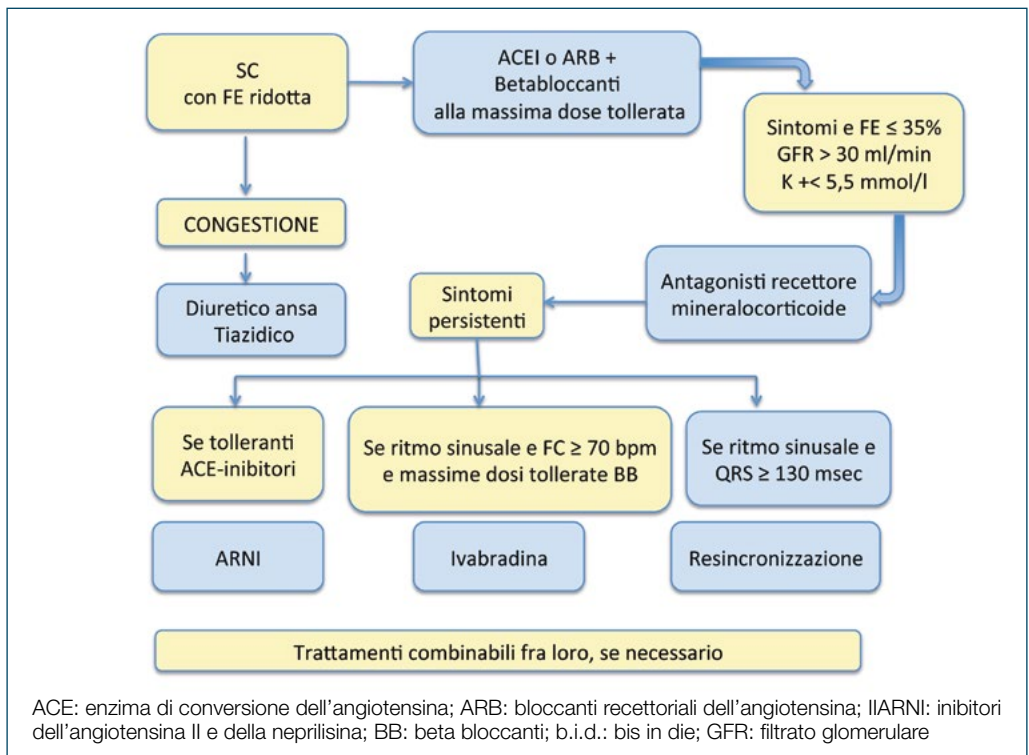 SC
con FE ridotta
ACEI o ARB +
Betabloccanti
alla massima dose tollerata
Sintomi e FE ≤ 35%
GFR > 30 ml/min
K +< 5,5 mmol/l
CONGESTIONE
Diuretico ansa
Tiazidico
Antagonisti recettore
mineralocorticoide
Sintomi
persistenti
Se tolleranti
ACE-inibitori
Se ritmo sinusale e FC ≥ 70 bpm
e massime dosi tollerate BB
Se ritmo sinusale e
QRS ≥ 130 msec
ARNI
Ivabradina
Resincronizzazione
Trattamenti combinabili fra loro, se necessario
ACE: enzima di conversione dell'angiotensina; ARB: bloccanti recettoriali dell'angiotensina; IIARNI: inibitori
dell'angiotensina II e della neprilisina; BB: beta bloccanti; b.i.d.: bis in die; GFR: filtrato glomerulare